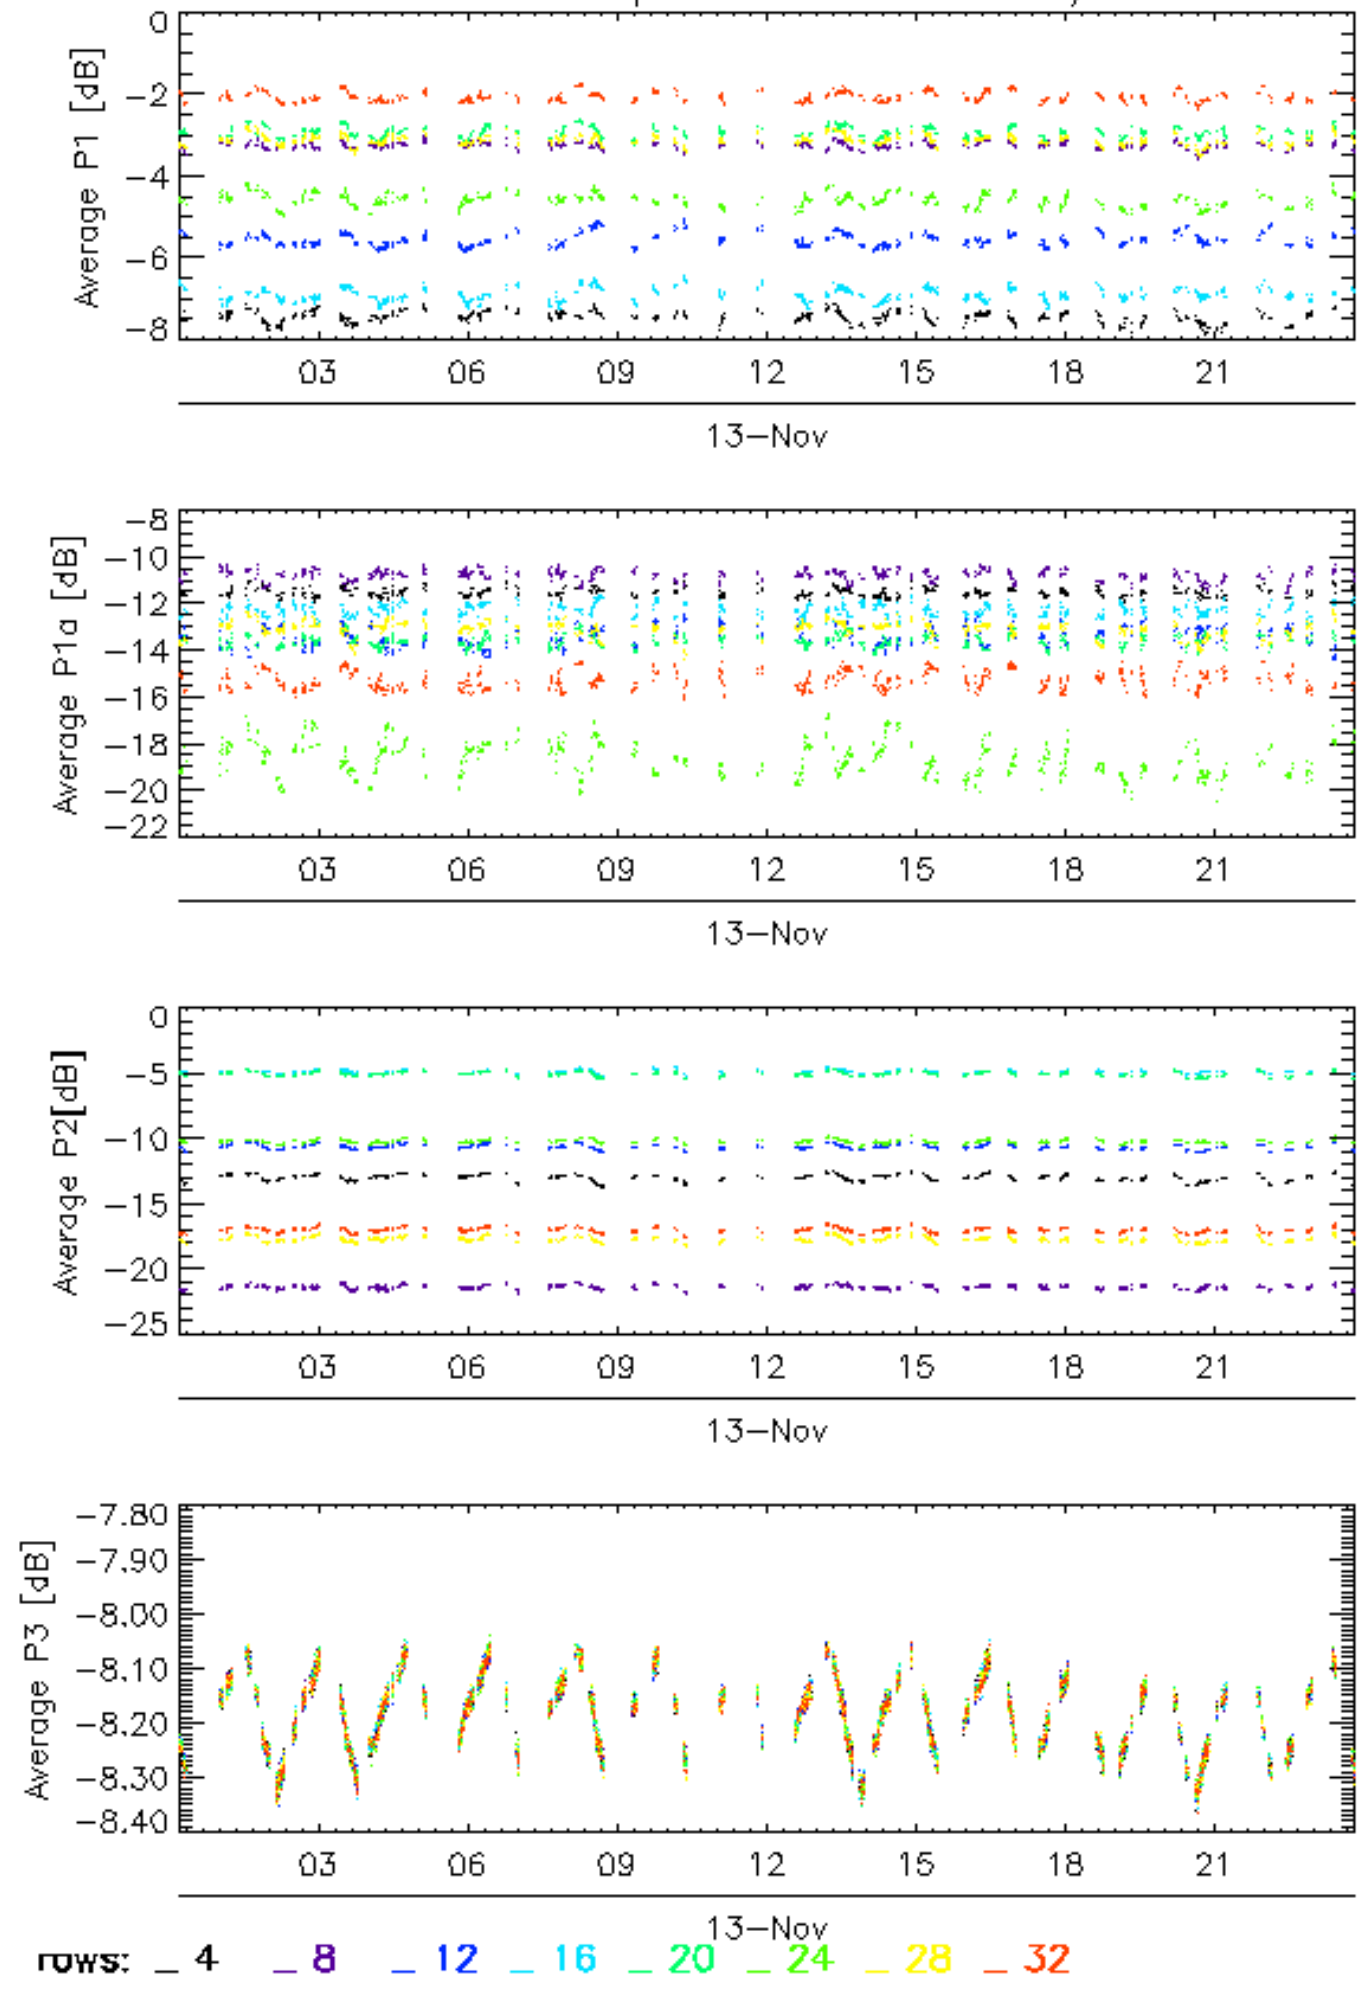 0
−2
−4
−6
−8
Average P1 [dB]
03 06 09 12 15 18 21
13−Nov
−8
−10
−12
−14
−16
−18
−20
−22
Average P1a [dB]
03 06 09 12 15 18 21
13−Nov
0
−5
−10
−15
−20
−25
Average P2[dB]
03 06 09 12 15 18 21
13−Nov
−7.80
−7.90
−8.00
−8.10
−8.20
−8.30
−8.40
Average P3 [dB]
03 06 09 12 15 18 21
13−Nov
rows: _ 4 _ 8 _ 12 _ 16 _ 20 _ 24 _ 28 _ 32